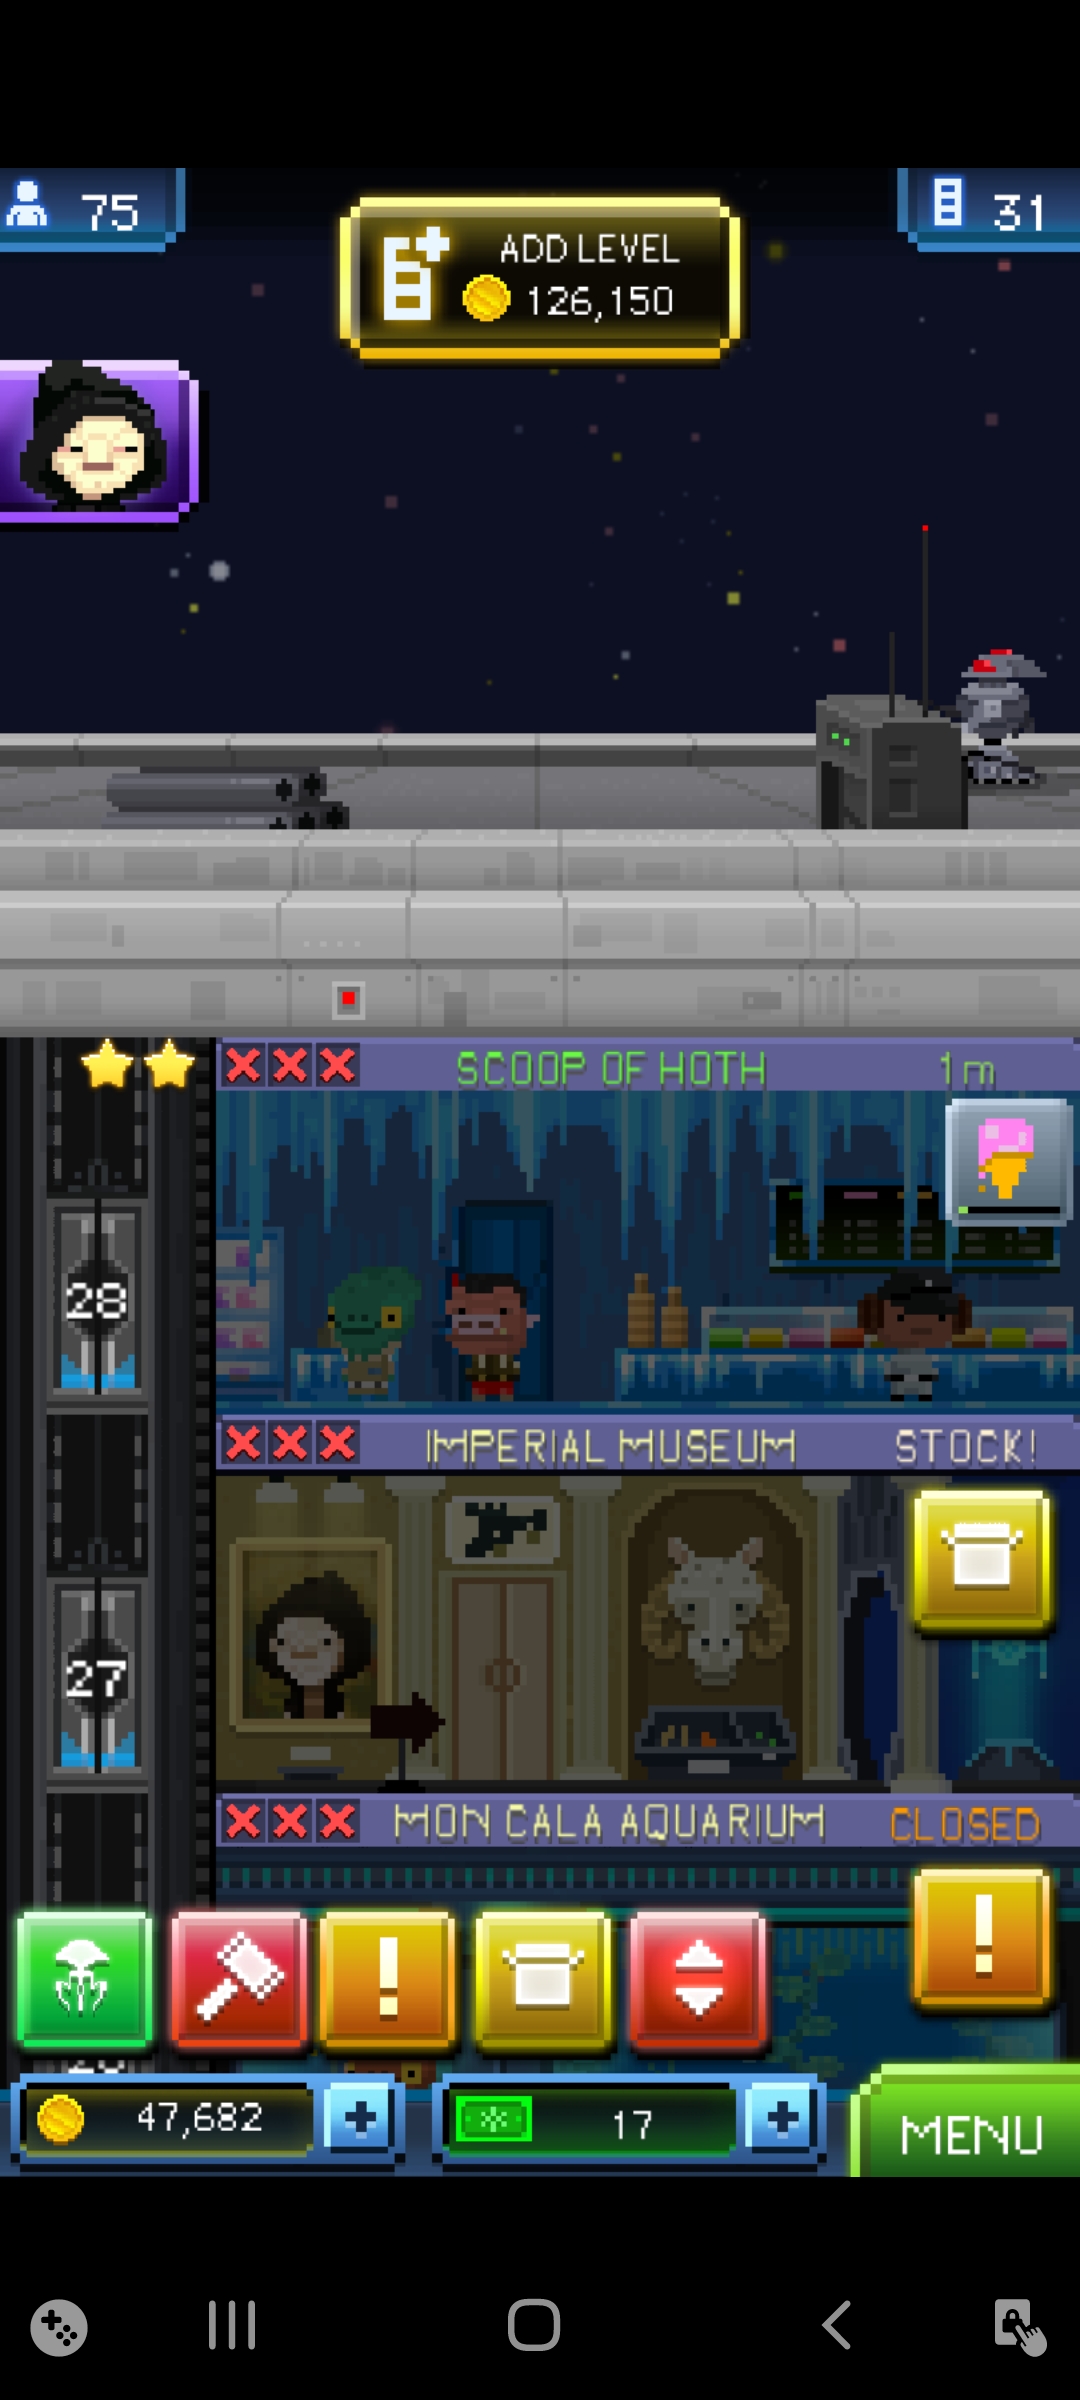 75
ADD LEVEL
126,150
31
SCOOP OF HOTH
1m
28
IMPERIAL MUSEUM
STOCK!
27
MON CALA AQUARIUM
CLOSED
!
!
47,682
17
MENU